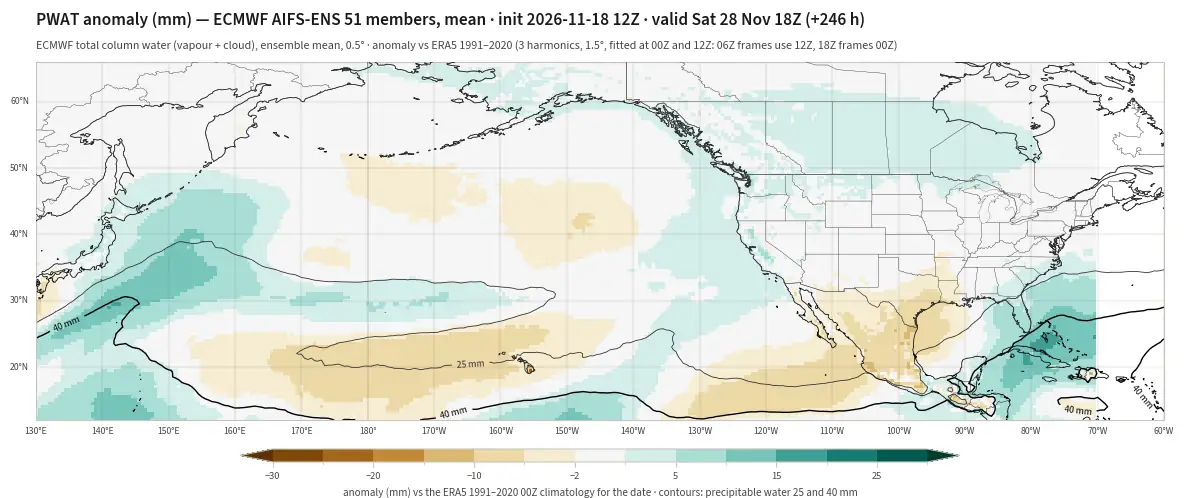 PWAT anomaly (mm) — ECMWF AIFS-ENS 51 members, mean · init 2026-11-18 12Z · valid Sat 28 Nov 18Z (+246 h)
ECMWF total column water (vapour + cloud), ensemble mean, 0.5° · anomaly vs ERA5 1991–2020 (3 harmonics, 1.5°, fitted at 00Z and 12Z: 06Z frames use 12Z, 18Z frames 00Z)
60°N
50°N
40°N
30°N
20°N
40 mm
25 mm
40 mm
40 mm
40 mm
130°E 140°E 150°E 160°E 170°E 180° 170°W 160°W 150°W 140°W 130°W 120°W 110°W 100°W 90°W 80°W 70°W 60°W
−30 −20 −10 −2 5 15 25
anomaly (mm) vs the ERA5 1991–2020 00Z climatology for the date · contours: precipitable water 25 and 40 mm